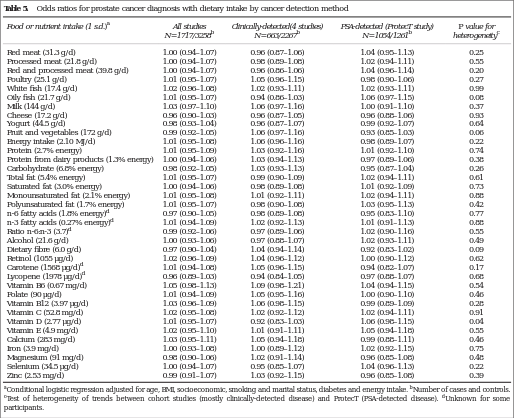 Table 5. Odds ratios for prostate cancer diagnosis with dietary intake by cancer detection method
Food or nutrient intake (1 s.d.)a All studies N=1717/3258b Clinically-detected (4 studies) N=663/2267b PSA-detected (ProtecT study) N=1054/1261b P value for heterogeneityc
Red meat (31.3 g/d) 1.00 (0.94–1.07) 0.96 (0.87–1.06) 1.04 (0.95–1.13) 0.25
Processed meat (21.8 g/d) 1.00 (0.94–1.07) 0.98 (0.89–1.08) 1.02 (0.94–1.11) 0.55
Red and processed meat (39.8 g/d) 1.00 (0.94–1.07) 0.96 (0.86–1.06) 1.04 (0.96–1.14) 0.20
Poultry (25.1 g/d) 1.01 (0.95–1.07) 1.05 (0.96–1.15) 0.98 (0.90–1.06) 0.27
White fish (17.4 g/d) 1.02 (0.96–1.08) 1.02 (0.93–1.11) 1.02 (0.94–1.11) 0.99
Oily fish (21.7 g/d) 1.01 (0.95–1.07) 0.94 (0.86–1.03) 1.06 (0.97–1.15) 0.08
Milk (144 g/d) 1.03 (0.97–1.10) 1.06 (0.97–1.16) 1.00 (0.91–1.10) 0.37
Cheese (17.2 g/d) 0.96 (0.90–1.03) 0.96 (0.87–1.05) 0.96 (0.88–1.06) 0.93
Yogurt (44.5 g/d) 0.98 (0.93–1.04) 0.96 (0.87–1.07) 0.99 (0.92–1.07) 0.64
Fruit and vegetables (172 g/d) 0.99 (0.92–1.05) 1.06 (0.97–1.16) 0.93 (0.85–1.03) 0.06
Energy intake (2.10 MJ/d) 1.01 (0.95–1.08) 1.06 (0.96–1.16) 0.98 (0.89–1.07) 0.22
Protein (2.7% energy) 1.01 (0.95–1.09) 1.03 (0.92–1.16) 1.01 (0.92–1.10) 0.74
Protein from dairy products (1.3% energy) 1.00 (0.94–1.06) 1.03 (0.94–1.13) 0.97 (0.89–1.06) 0.38
Carbohydrate (6.8% energy) 0.98 (0.92–1.05) 1.03 (0.93–1.13) 0.95 (0.87–1.04) 0.26
Total fat (5.4% energy) 1.01 (0.95–1.07) 0.99 (0.90–1.09) 1.02 (0.94–1.11) 0.61
Saturated fat (3.0% energy) 1.00 (0.94–1.06) 0.98 (0.89–1.08) 1.01 (0.92–1.09) 0.73
Monounsaturated fat (2.1% energy) 1.01 (0.95–1.08) 1.01 (0.92–1.11) 1.02 (0.94–1.11) 0.88
Polyunsaturated fat (1.7% energy) 1.01 (0.95–1.07) 0.98 (0.90–1.08) 1.03 (0.95–1.13) 0.42
n-6 fatty acids (1.8% energy)d 0.97 (0.90–1.05) 0.98 (0.89–1.08) 0.95 (0.83–1.10) 0.77
n-3 fatty acids (0.27% energy)d 1.01 (0.94–1.09) 1.02 (0.92–1.13) 1.01 (0.91–1.13) 0.88
Ratio n-6:n-3 (3.7)d 0.99 (0.92–1.06) 0.97 (0.89–1.06) 1.02 (0.90–1.16) 0.55
Alcohol (21.6 g/d) 1.00 (0.93–1.06) 0.97 (0.88–1.07) 1.02 (0.93–1.11) 0.49
Dietary fibre (6.0 g/d) 0.97 (0.90–1.04) 1.04 (0.94–1.14) 0.92 (0.83–1.02) 0.09
Retinol (1055 µg/d) 1.02 (0.96–1.09) 1.04 (0.96–1.12) 1.00 (0.90–1.12) 0.62
Carotene (1568 µg/d)d 1.01 (0.94–1.08) 1.05 (0.96–1.15) 0.94 (0.82–1.07) 0.17
Lycopene (1978 µg/d)d 0.96 (0.89–1.03) 0.94 (0.84–1.05) 0.97 (0.88–1.07) 0.68
Vitamin B6 (0.67 mg/d) 1.05 (0.98–1.13) 1.09 (0.98–1.21) 1.04 (0.94–1.15) 0.54
Folate (90 µg/d) 1.01 (0.94–1.09) 1.05 (0.95–1.16) 1.00 (0.90–1.10) 0.46
Vitamin B12 (3.97 µg/d) 1.03 (0.96–1.09) 1.06 (0.98–1.15) 0.99 (0.89–1.09) 0.28
Vitamin C (52.8 mg/d) 1.02 (0.95–1.08) 1.02 (0.92–1.12) 1.02 (0.94–1.11) 0.91
Vitamin D (2.77 µg/d) 1.01 (0.95–1.07) 0.92 (0.83–1.03) 1.06 (0.98–1.15) 0.04
Vitamin E (4.9 mg/d) 1.02 (0.95–1.10) 1.01 (0.91–1.11) 1.05 (0.94–1.18) 0.55
Calcium (283 mg/d) 1.03 (0.95–1.11) 1.05 (0.94–1.18) 0.99 (0.88–1.11) 0.46
Iron (3.9 mg/d) 1.00 (0.93–1.08) 1.00 (0.89–1.12) 1.02 (0.92–1.15) 0.75
Magnesium (91 mg/d) 0.98 (0.90–1.06) 1.02 (0.91–1.14) 0.96 (0.85–1.08) 0.48
Selenium (34.5 µg/d) 1.00 (0.94–1.07) 0.95 (0.85–1.07) 1.04 (0.96–1.13) 0.22
Zinc (2.53 mg/d) 0.99 (0.91–1.07) 1.03 (0.92–1.15) 0.96 (0.85–1.08) 0.39
aConditional logistic regression adjusted for age, BMI, socioeconomic, smoking and marital status, diabetes and energy intake. bNumber of cases and controls.
cTest of heterogeneity of trends between cohort studies (mostly clinically-detected disease) and ProtecT (PSA-detected disease). dUnknown for some
participants.